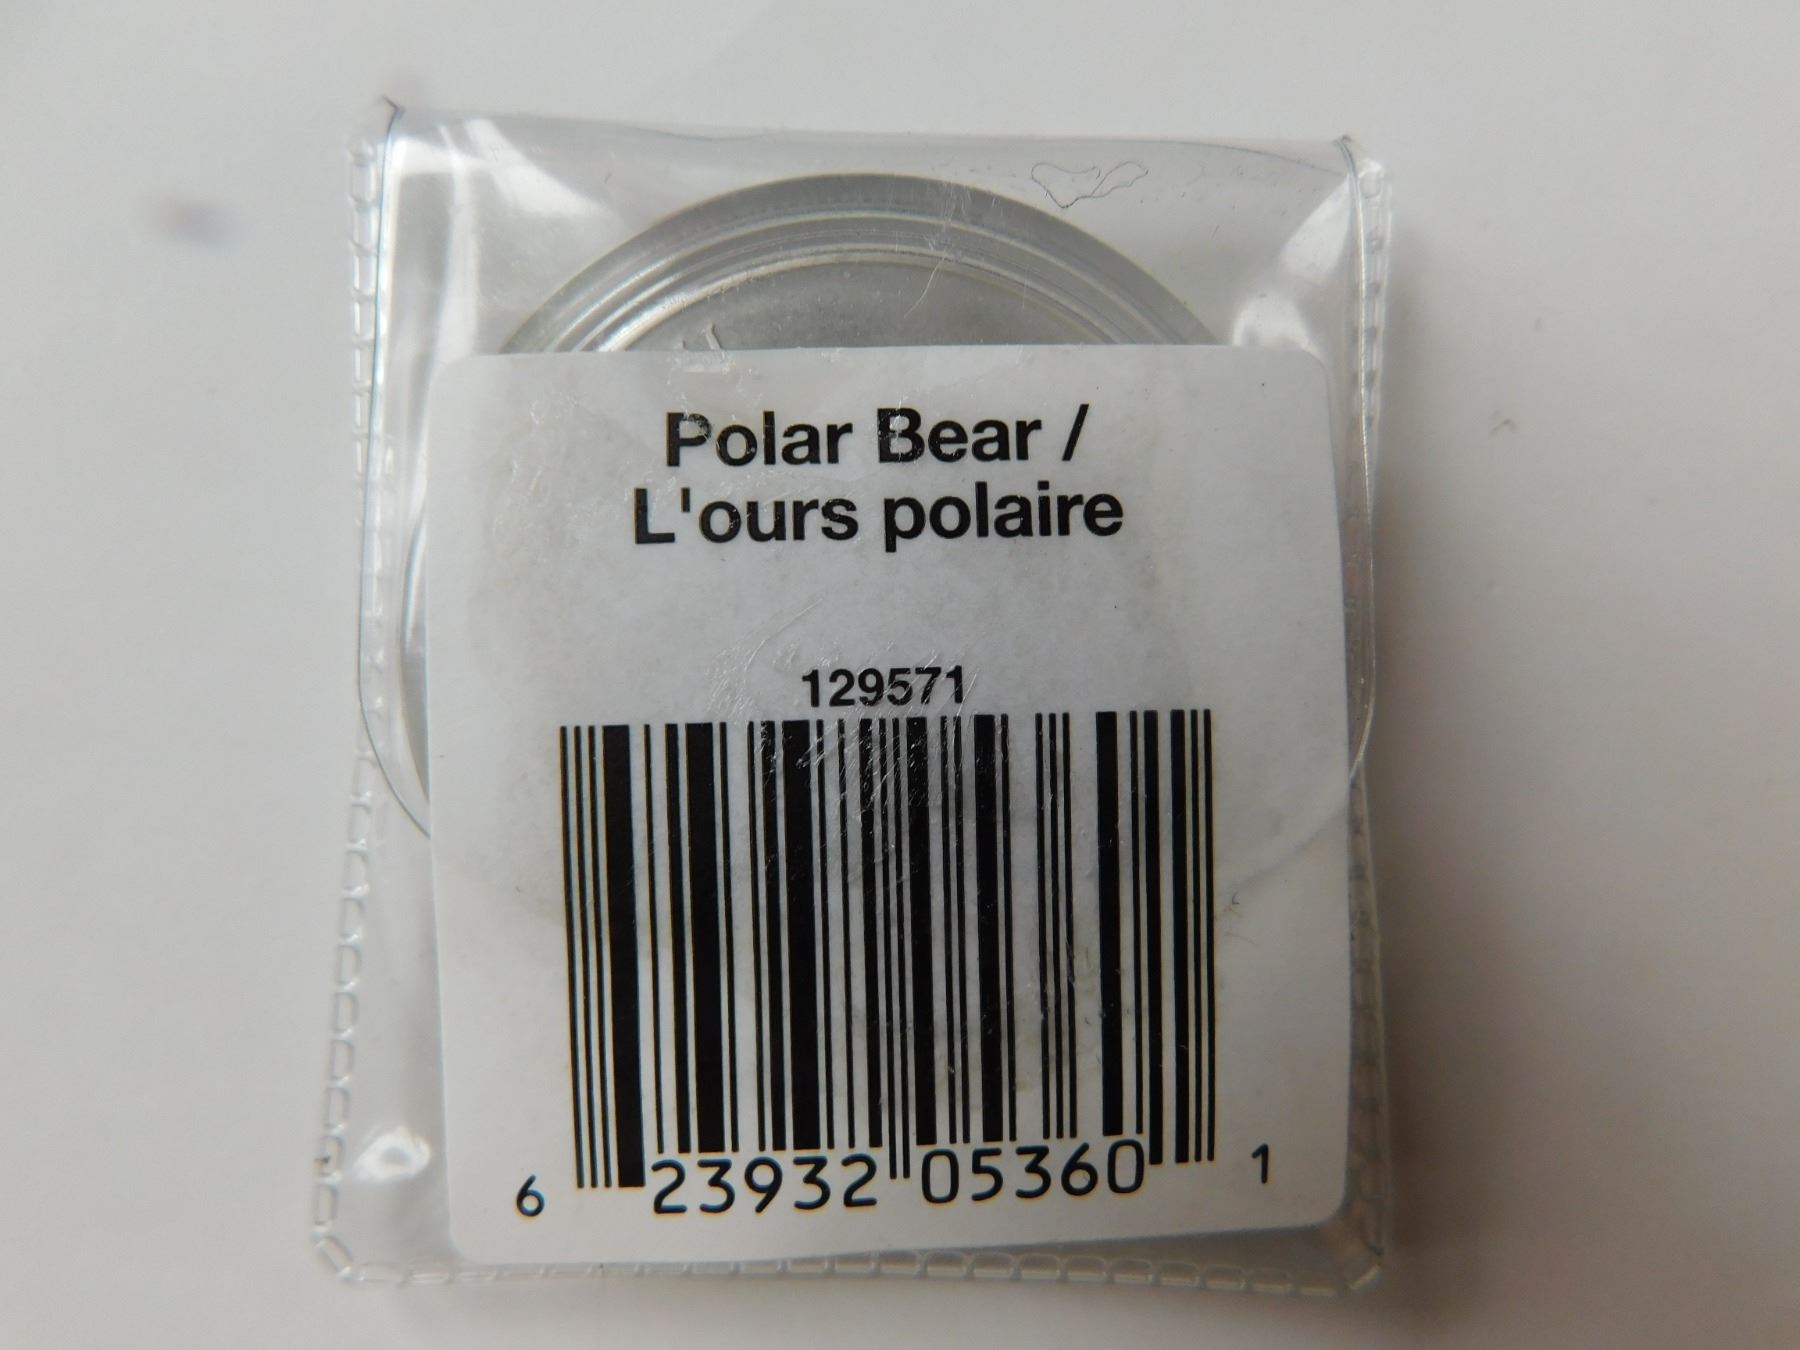 Polar Bear /
L'ours polaire
129571
6 23932 05360 1